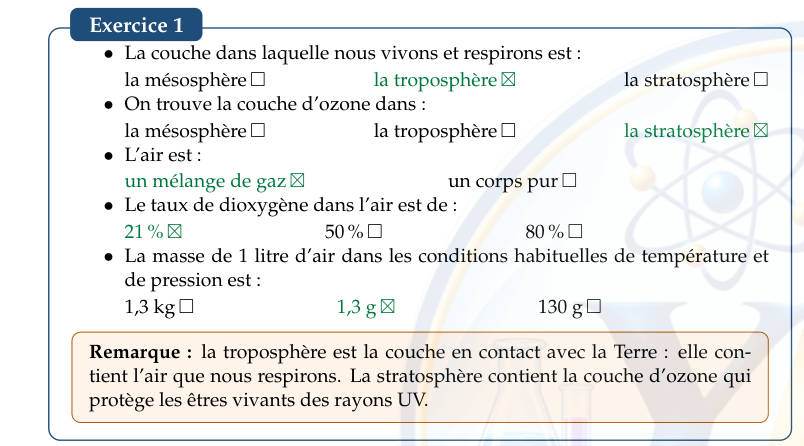 Exercice 1
• La couche dans laquelle nous vivons et respirons est :
la mésosphère ☐ la troposphère ☒ la stratosphère ☐
• On trouve la couche d'ozone dans :
la mésosphère ☐ la troposphère ☐ la stratosphère ☒
• L'air est :
un mélange de gaz ☒ un corps pur ☐
• Le taux de dioxygène dans l'air est de :
21 % ☒ 50 % ☐ 80 % ☐
• La masse de 1 litre d'air dans les conditions habituelles de température et
de pression est :
1,3 kg ☐ 1,3 g ☒ 130 g ☐
Remarque : la troposphère est la couche en contact avec la Terre : elle con-
tient l'air que nous respirons. La stratosphère contient la couche d'ozone qui
protège les êtres vivants des rayons UV.